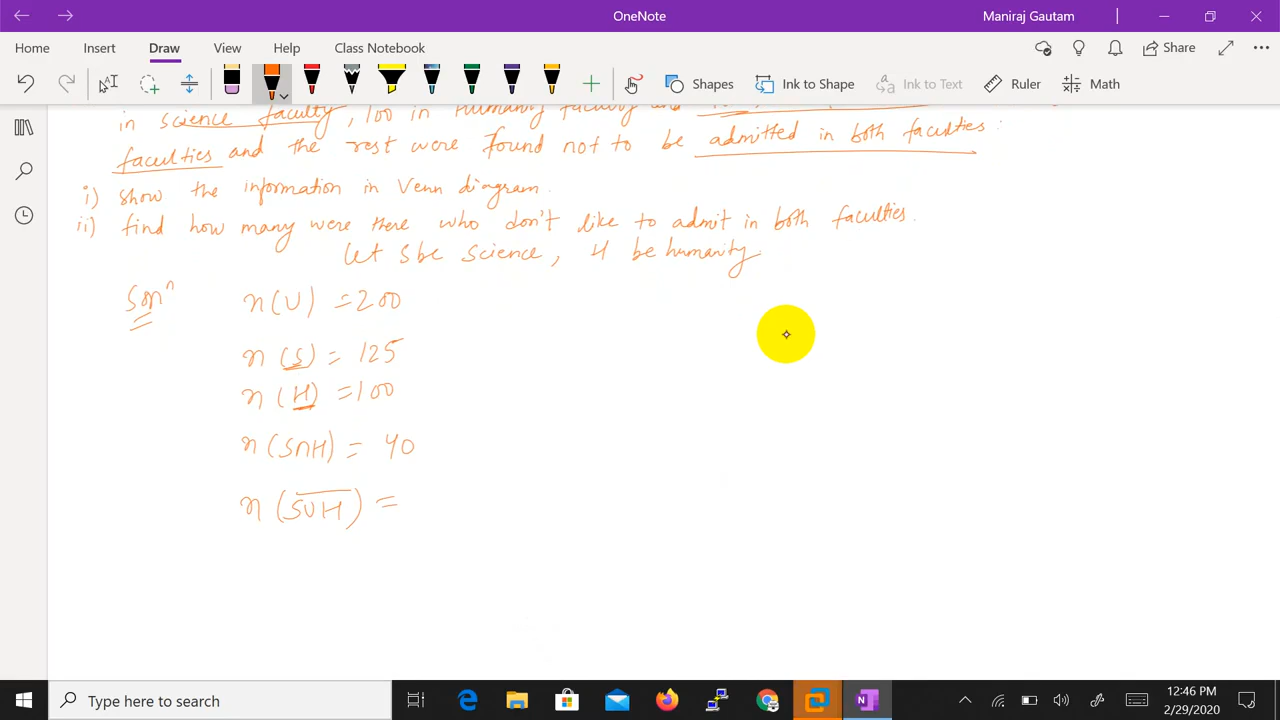 OneNote
Maniraj Gautam
Home Insert Draw View Help Class Notebook
Share
Shapes Ink to Shape Ink to Text Ruler Math
in science faculty, 100 in Humanity faculty and
faculties and the rest were found not to be admitted in both faculties:
i) show the information in Venn diagram.
ii) find how many were there who don't like to admit in both faculties.
let S be science, H be humanity
Solⁿ
n(U) = 200
n(S) = 125
n(H) = 100
n(S∩H) = 40
n(S̅U̅H̅) =
Type here to search
12:46 PM
2/29/2020